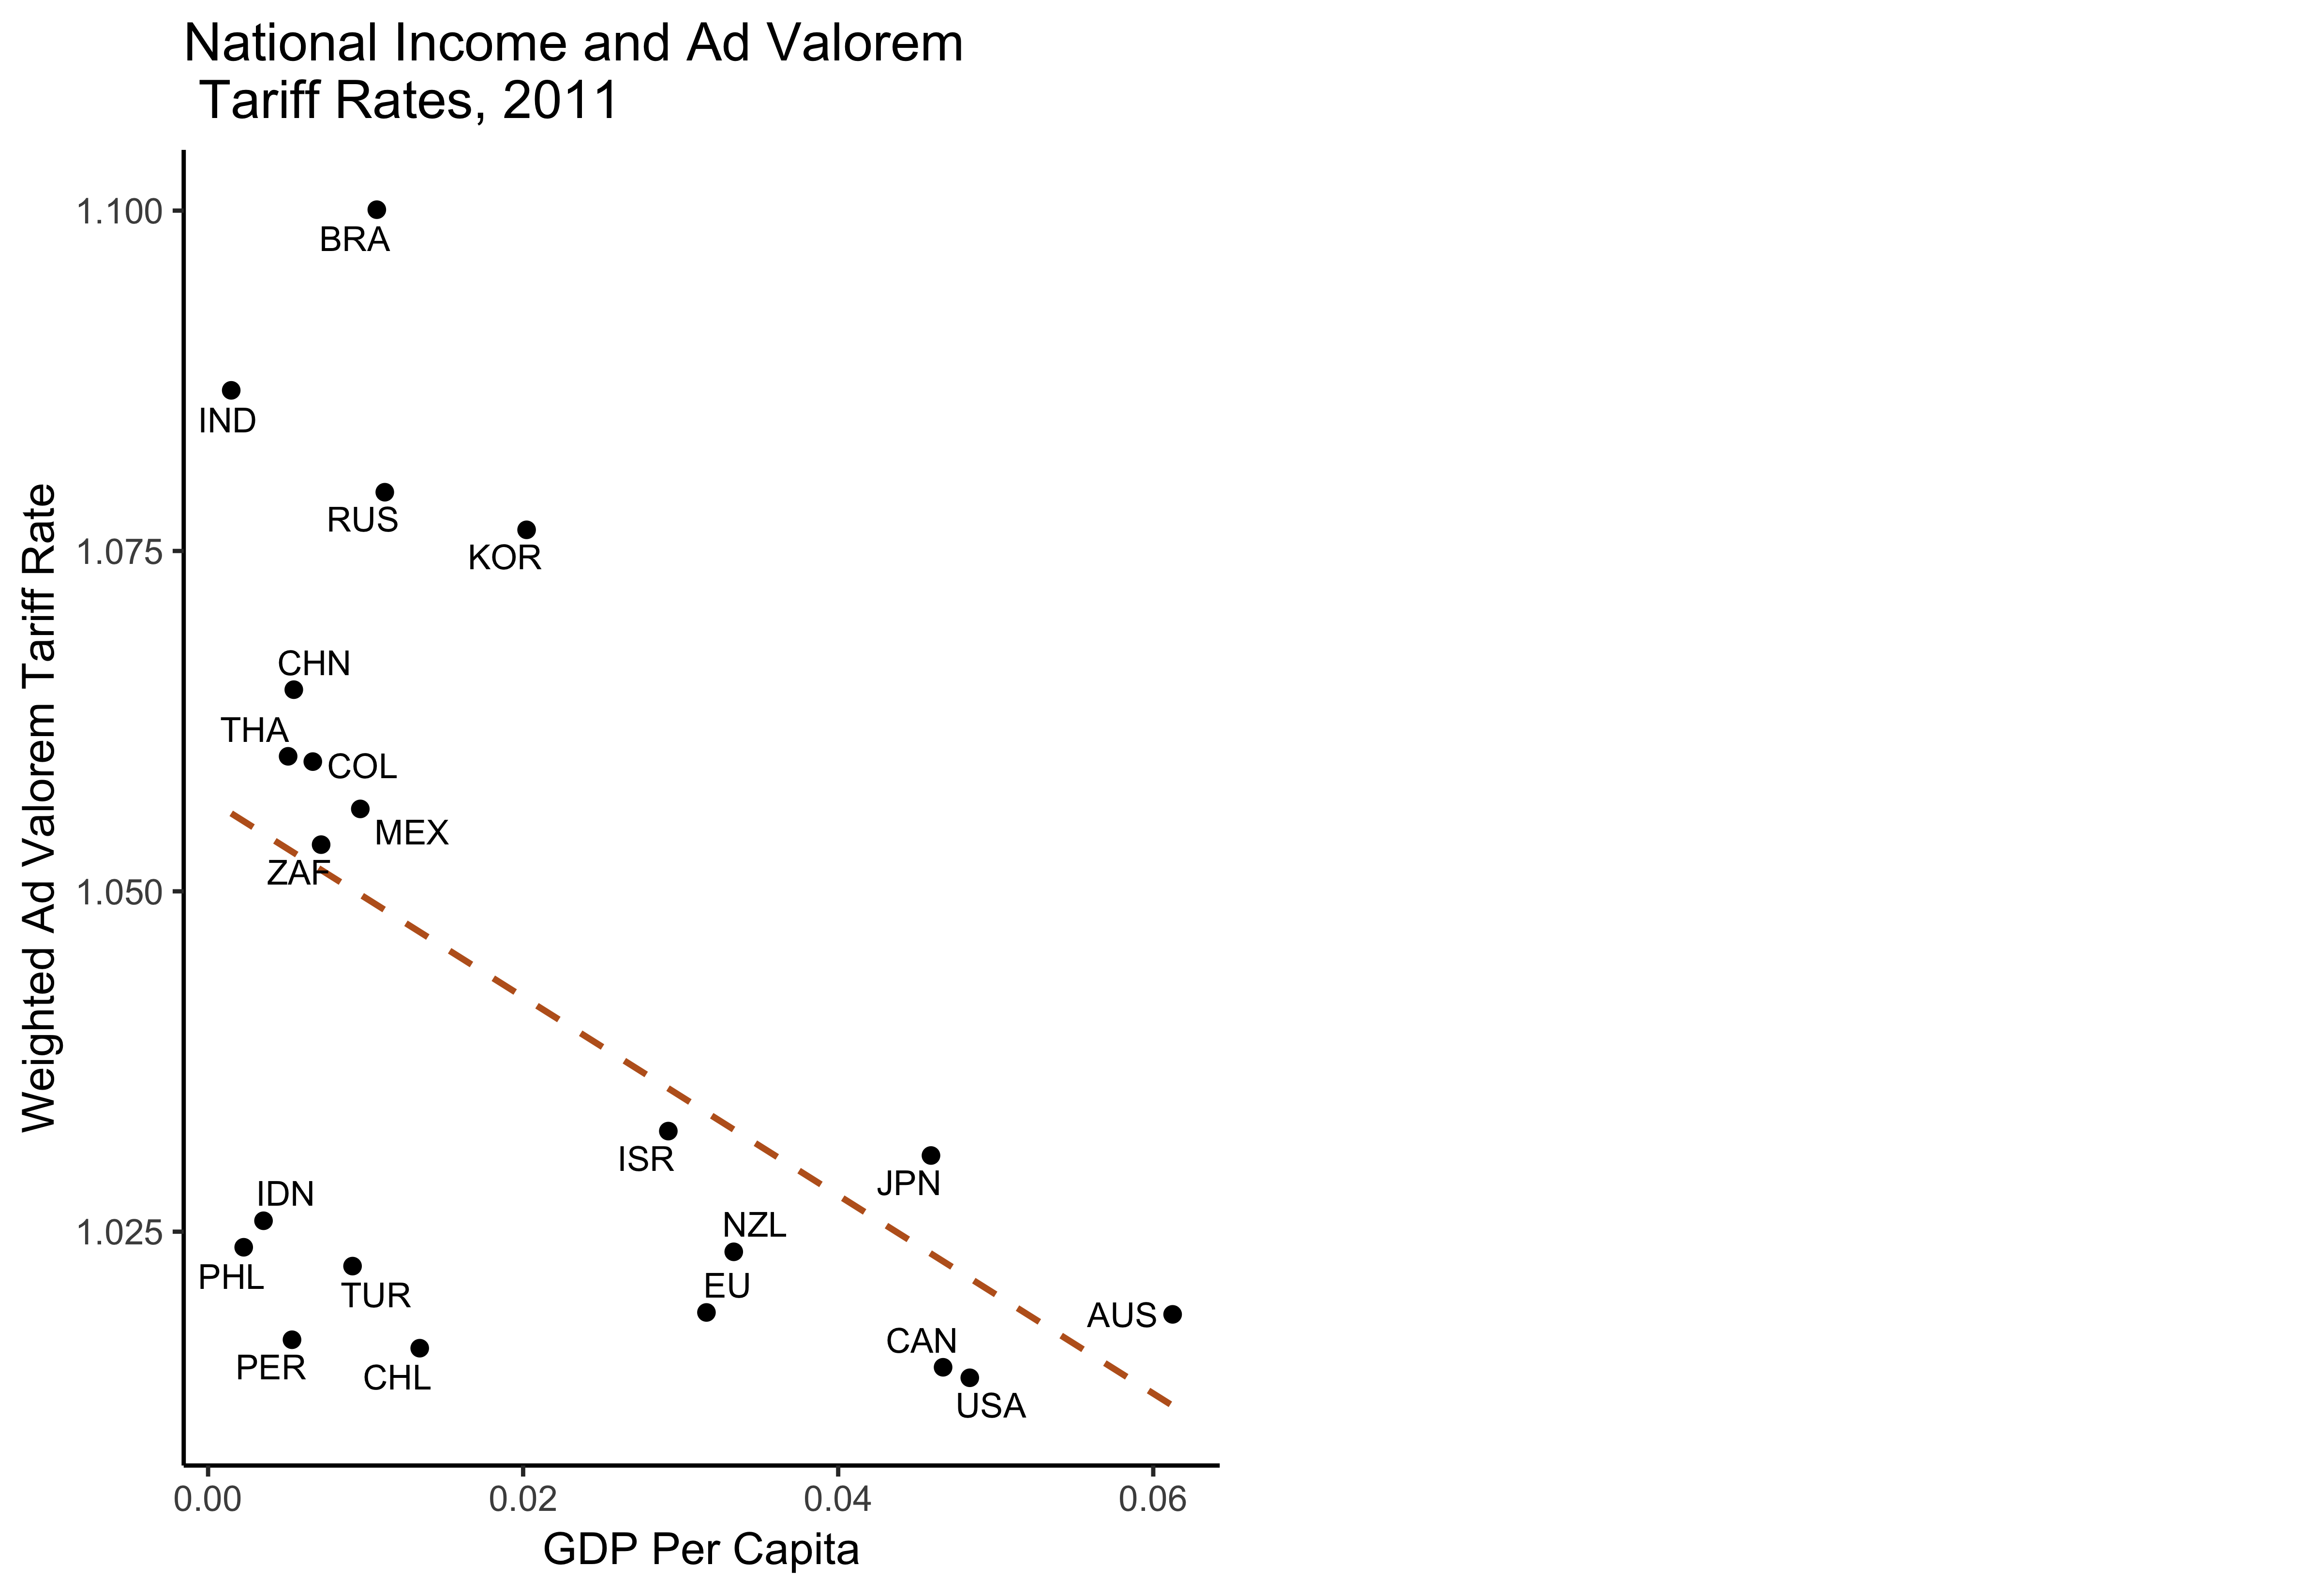 National Income and Ad Valorem
Tariff Rates, 2011
Weighted Ad Valorem Tariff Rate
1.100
1.075
1.050
1.025
BRA
IND
RUS
KOR
CHN
THA
COL
MEX
ZAF
ISR
JPN
IDN
NZL
PHL
EU
TUR
AUS
CAN
PER
CHL
USA
0.00 0.02 0.04 0.06
GDP Per Capita